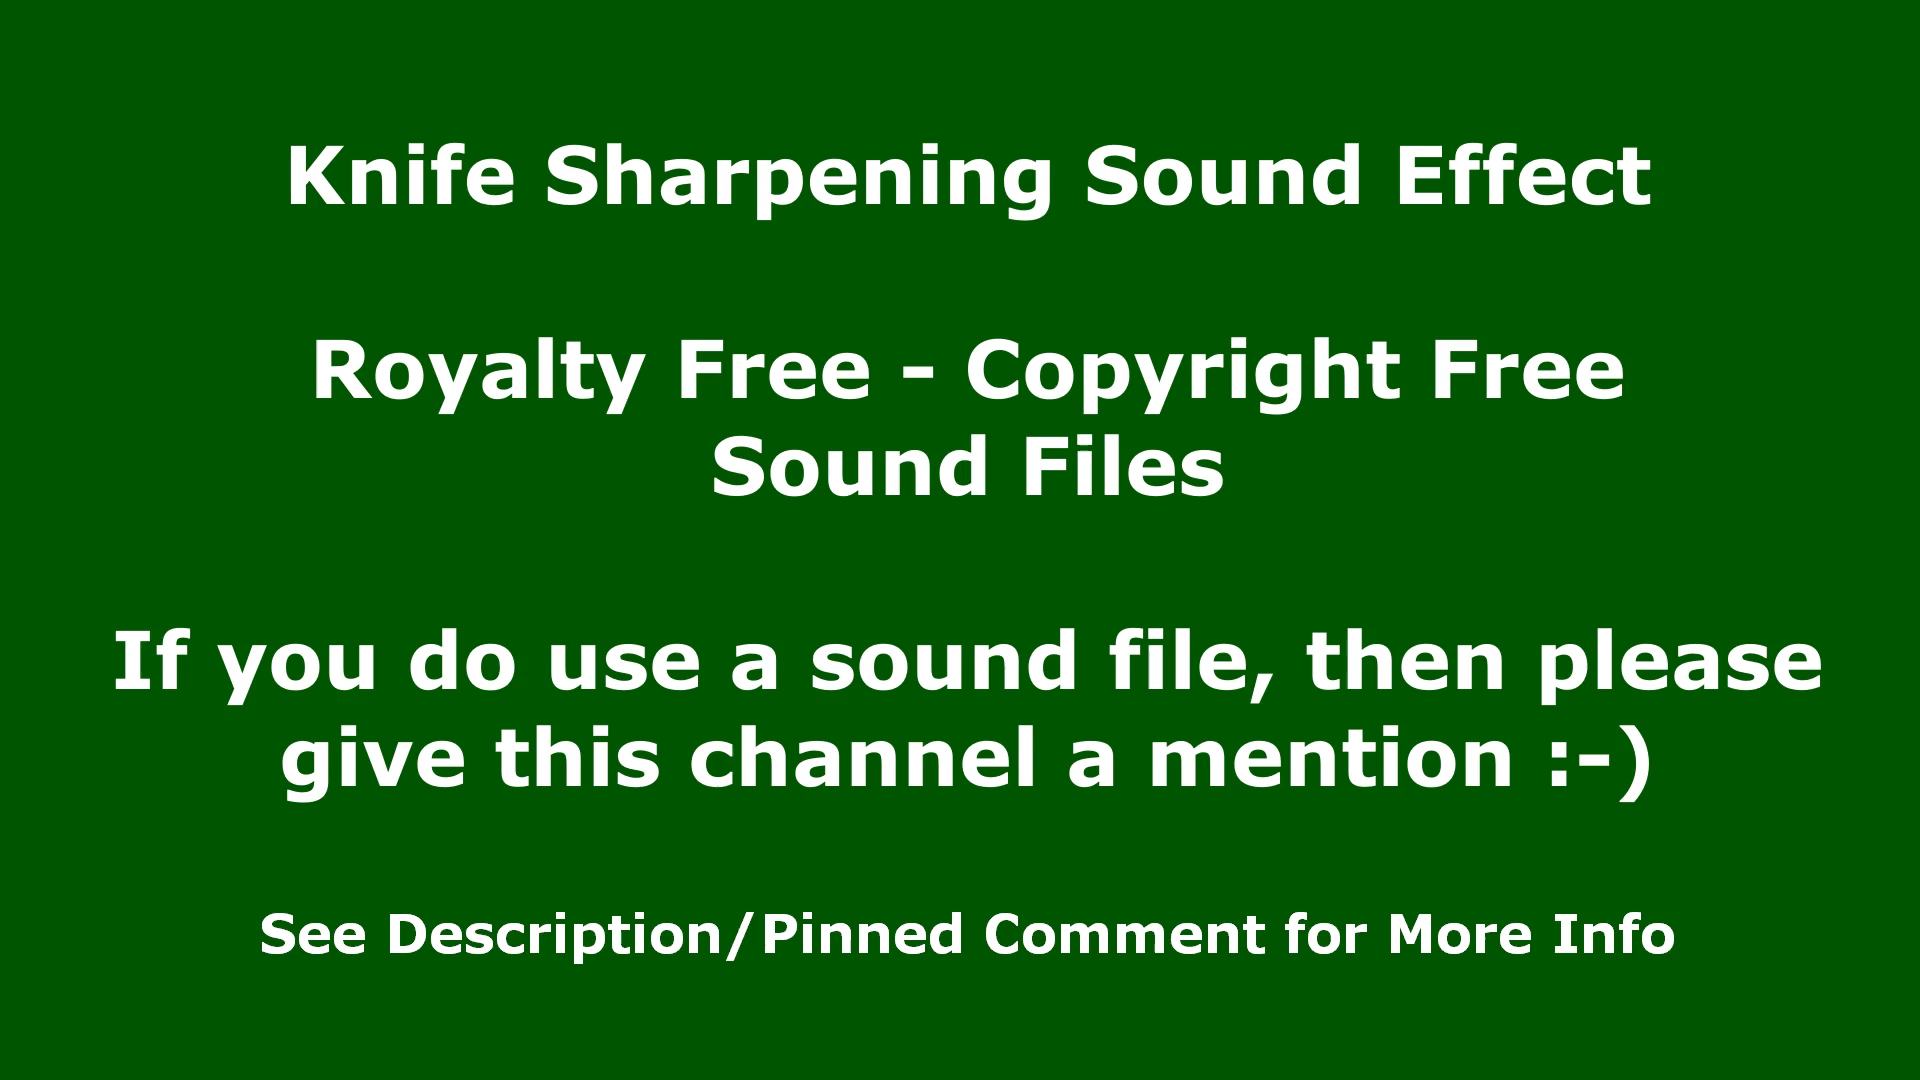 Knife Sharpening Sound Effect
Royalty Free - Copyright Free
Sound Files
If you do use a sound file, then please
give this channel a mention :-)
See Description/Pinned Comment for More Info